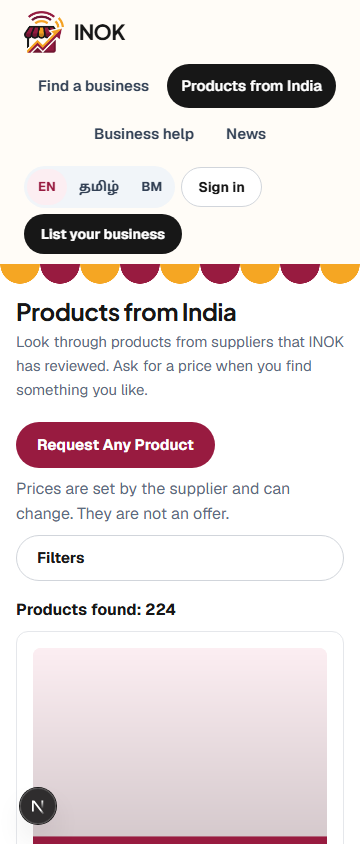 INOK
Find a business
Products from India
Business help
News
EN
தமிழ்
BM
Sign in
List your business
Products from India
Look through products from suppliers that INOK
has reviewed. Ask for a price when you find
something you like.
Request Any Product
Prices are set by the supplier and can
change. They are not an offer.
Filters
Products found: 224
N